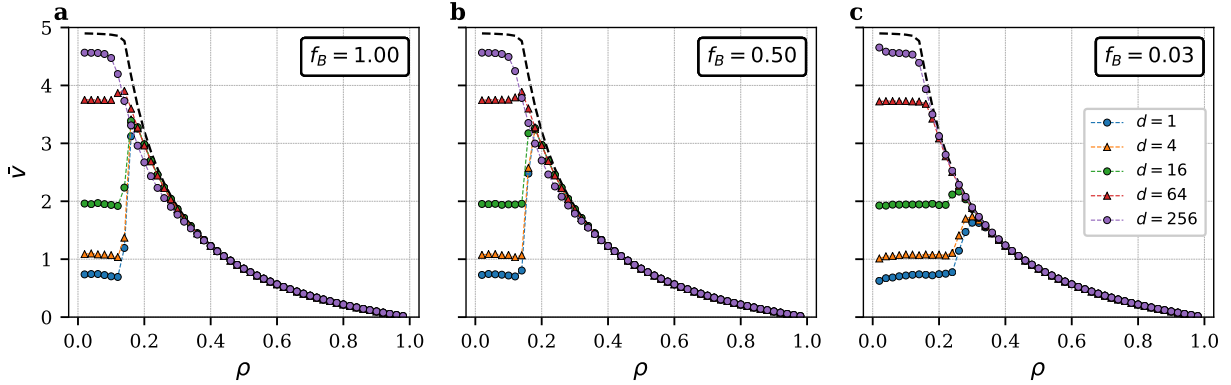 a
b
c
f_B = 1.00
f_B = 0.50
f_B = 0.03
d = 1
d = 4
d = 16
d = 64
d = 256
v̄
5
4
3
2
1
0
0.0 0.2 0.4 0.6 0.8 1.0
0.0 0.2 0.4 0.6 0.8 1.0
0.0 0.2 0.4 0.6 0.8 1.0
ρ
ρ
ρ